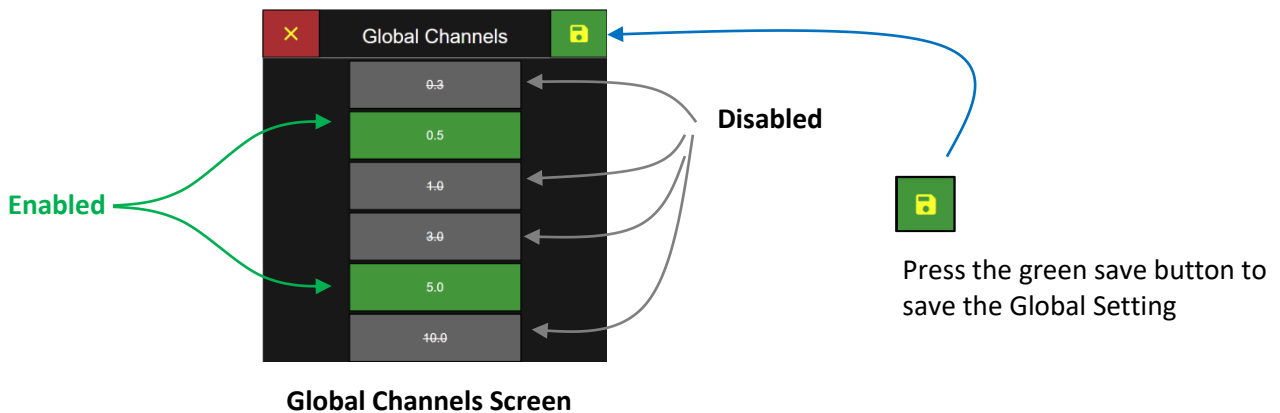 Global Channels
0.3
0.5
1.0
3.0
5.0
10.0
Enabled
Disabled
Press the green save button to
save the Global Setting
Global Channels Screen